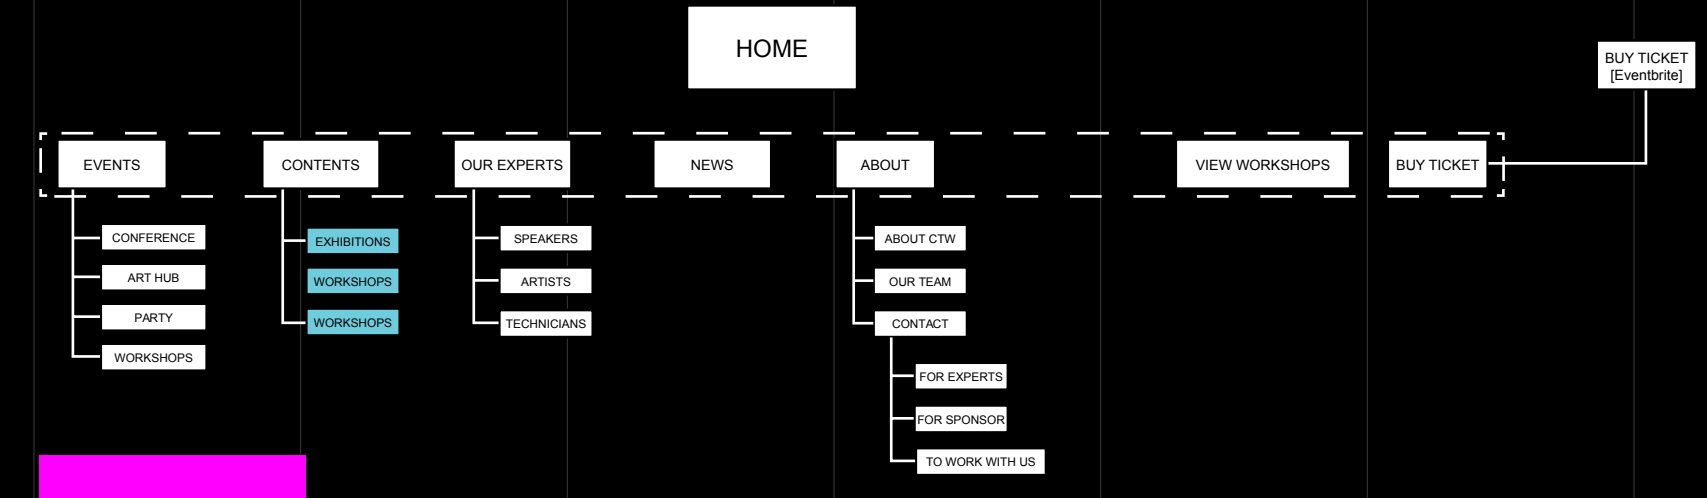 HOME
BUY TICKET
[Eventbrite]
EVENTS
CONTENTS
OUR EXPERTS
NEWS
ABOUT
VIEW WORKSHOPS
BUY TICKET
CONFERENCE
ART HUB
PARTY
WORKSHOPS
EXHIBITIONS
WORKSHOPS
WORKSHOPS
SPEAKERS
ARTISTS
TECHNICIANS
ABOUT CTW
OUR TEAM
CONTACT
FOR EXPERTS
FOR SPONSOR
TO WORK WITH US